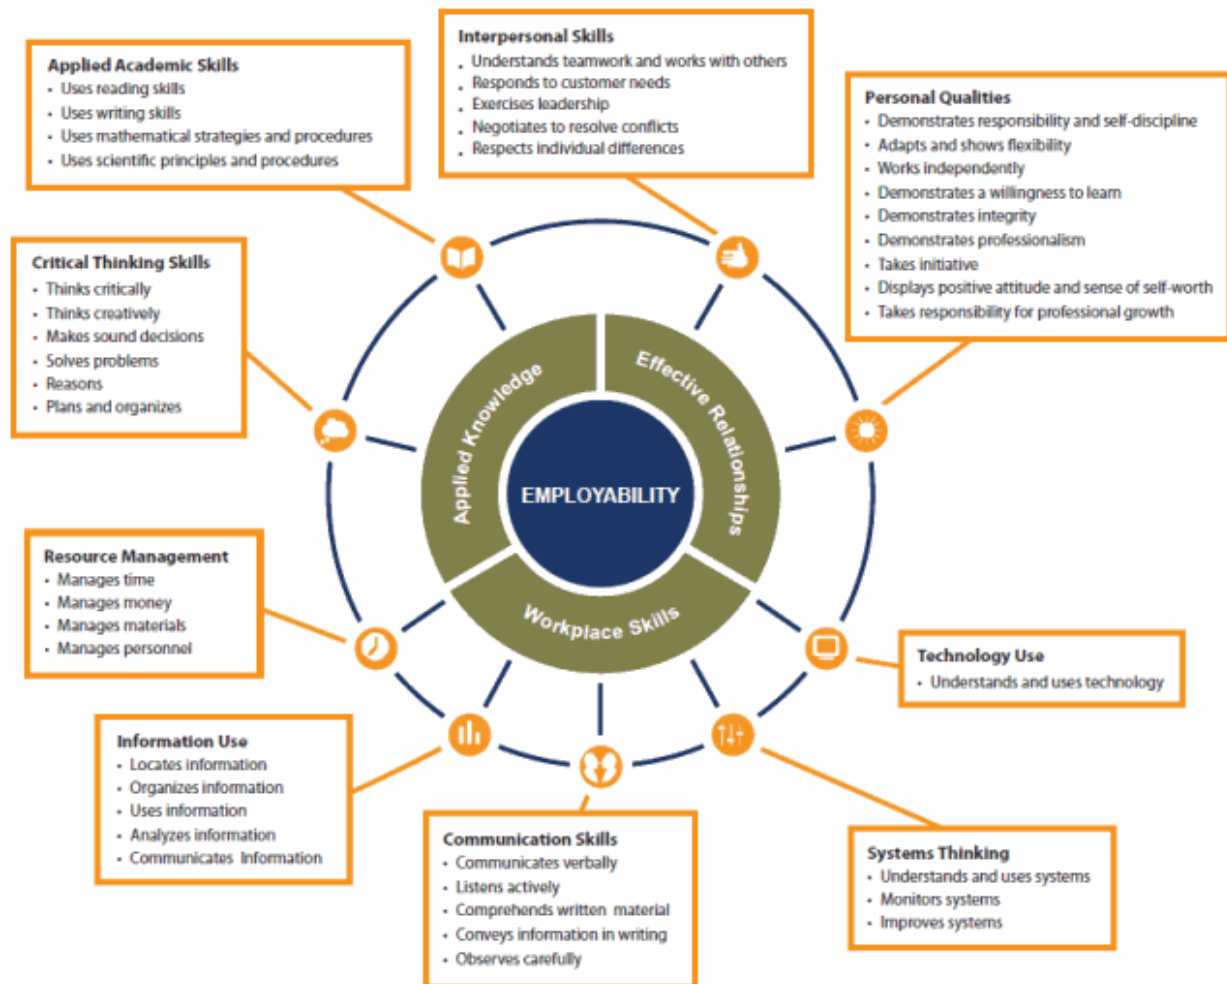 Applied Academic Skills
• Uses reading skills
• Uses writing skills
• Uses mathematical strategies and procedures
• Uses scientific principles and procedures
Interpersonal Skills
• Understands teamwork and works with others
• Responds to customer needs
• Exercises leadership
• Negotiates to resolve conflicts
• Respects individual differences
Personal Qualities
• Demonstrates responsibility and self-discipline
• Adapts and shows flexibility
• Works independently
• Demonstrates a willingness to learn
• Demonstrates integrity
• Demonstrates professionalism
• Takes initiative
• Displays positive attitude and sense of self-worth
• Takes responsibility for professional growth
Critical Thinking Skills
• Thinks critically
• Thinks creatively
• Makes sound decisions
• Solves problems
• Reasons
• Plans and organizes
Applied Knowledge
Effective Relationships
EMPLOYABILITY
Workplace Skills
Resource Management
• Manages time
• Manages money
• Manages materials
• Manages personnel
Technology Use
• Understands and uses technology
Information Use
• Locates information
• Organizes information
• Uses information
• Analyzes information
• Communicates Information
Communication Skills
• Communicates verbally
• Listens actively
• Comprehends written material
• Conveys information in writing
• Observes carefully
Systems Thinking
• Understands and uses systems
• Monitors systems
• Improves systems